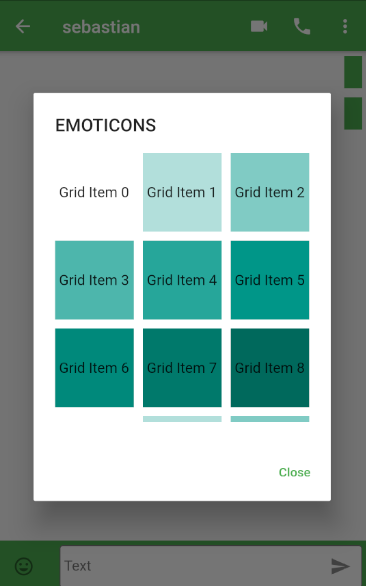 sebastian
EMOTICONS
Grid Item 0
Grid Item 1
Grid Item 2
Grid Item 3
Grid Item 4
Grid Item 5
Grid Item 6
Grid Item 7
Grid Item 8
Close
Text